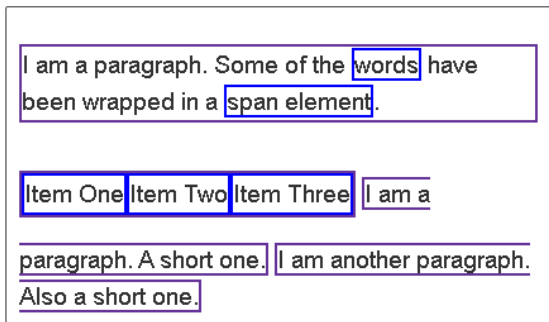 I am a paragraph. Some of the words have
been wrapped in a span element.
Item One Item Two Item Three I am a
paragraph. A short one. I am another paragraph.
Also a short one.